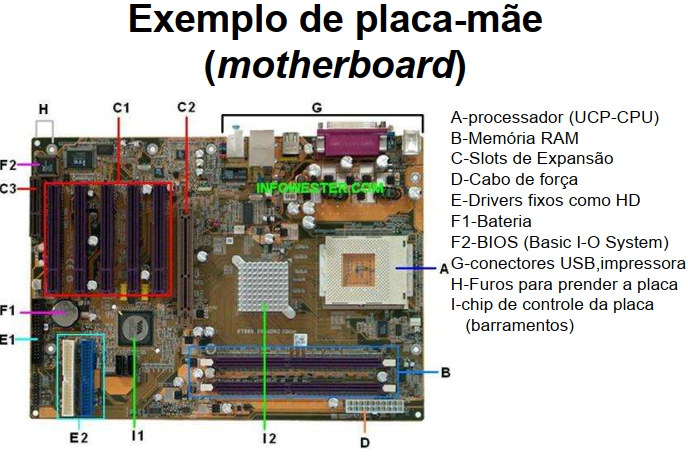 Exemplo de placa-mãe
(motherboard)
H
C1
C2
G
F2
C3
INFOWESTER.COM
A
F1
E1
B
E2
I1
I2
D
A-processador (UCP-CPU)
B-Memória RAM
C-Slots de Expansão
D-Cabo de força
E-Drivers fixos como HD
F1-Bateria
F2-BIOS (Basic I-O System)
G-conectores USB,impressora
H-Furos para prender a placa
I-chip de controle da placa
(barramentos)